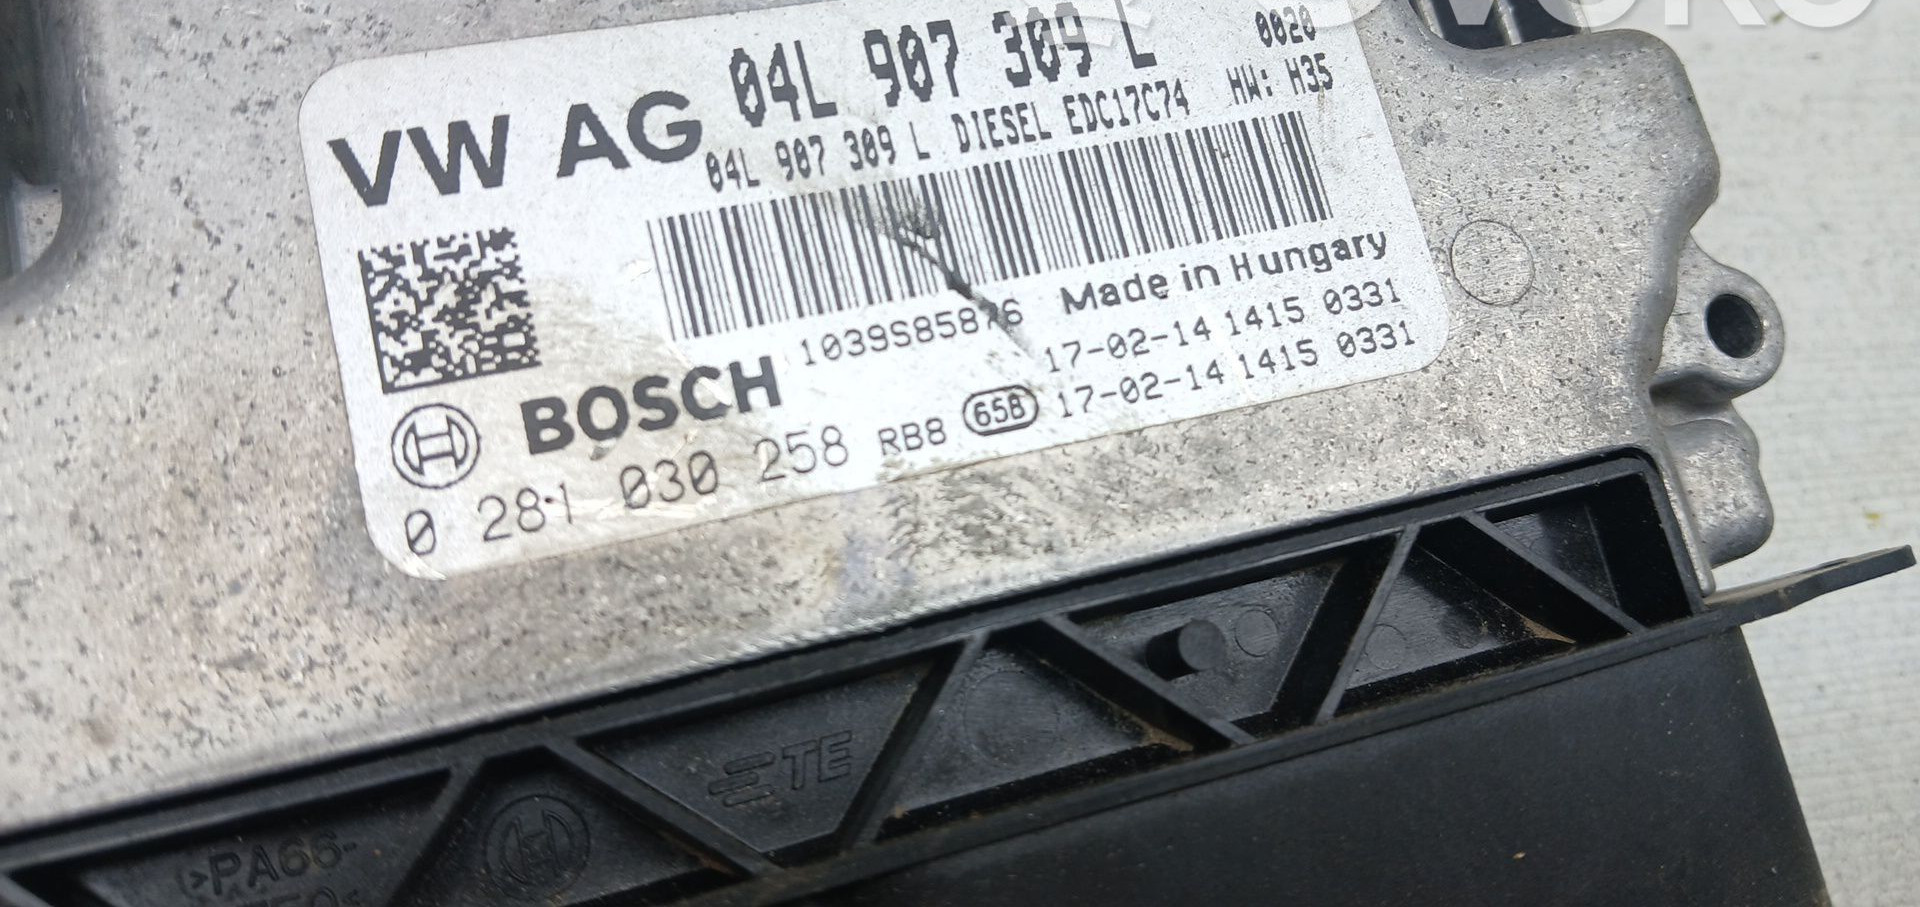 VW AG 04L 907 309 L 0020
04L 907 309 L DIESEL EDC17C74 HW: H35
1039S85876 Made in Hungary
17-02-14 1415 0331
BOSCH
0 281 030 258 RB8 658 17-02-14 1415 0331
TE
>PA66-